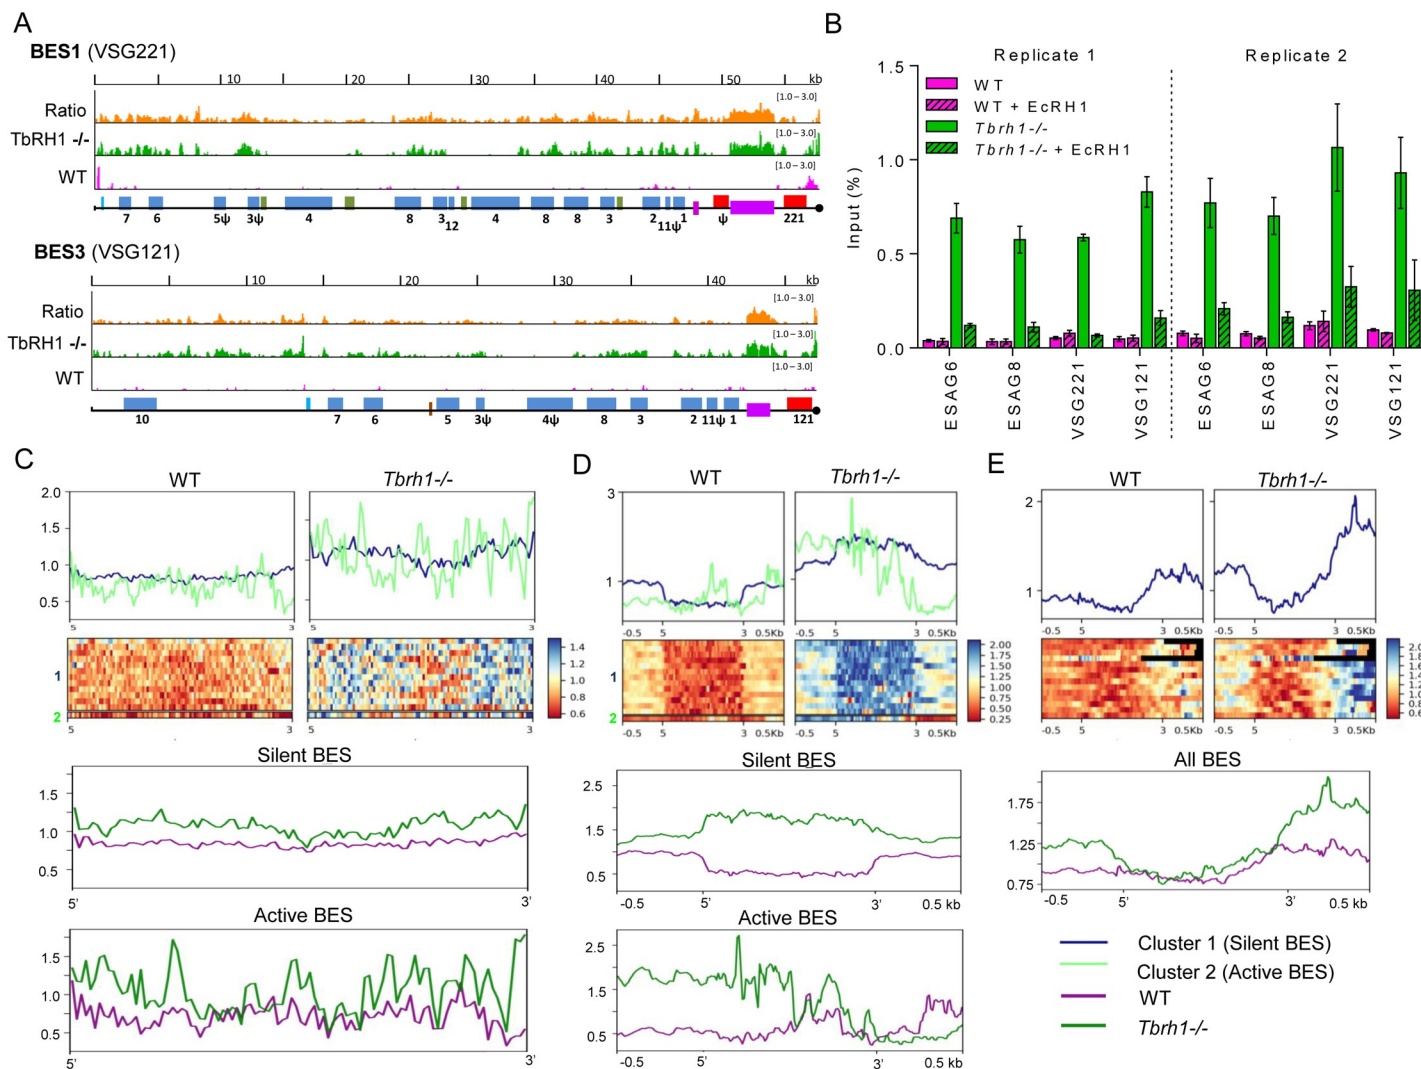 A
BES1 (VSG221)
10 20 30 40 50 kb
Ratio [1.0 – 3.0]
TbRH1 -/- [1.0 – 3.0]
WT [1.0 – 3.0]
7 6 5ψ 3ψ 4 8 3 12 4 8 8 3 2 11ψ 1 ψ 221
BES3 (VSG121)
10 20 30 40 kb
Ratio [1.0 – 3.0]
TbRH1 -/- [1.0 – 3.0]
WT [1.0 – 3.0]
10 7 6 5 3ψ 4ψ 8 3 2 11ψ 1 121
B
Replicate 1 Replicate 2
WT
WT + EcRH1
Tbrh1-/-
Tbrh1-/- + EcRH1
Input (%)
1.5
1.0
0.5
0.0
ESAG6 ESAG8 VSG221 VSG121 ESAG6 ESAG8 VSG221 VSG121
C
WT Tbrh1-/-
2.0
1.5
1.0
0.5
5 3 5 3
1
2
1.4
1.2
1.0
0.8
0.6
5 3 5 3
Silent BES
1.5
1.0
0.5
5' 3'
Active BES
1.5
1.0
0.5
5' 3'
D
WT Tbrh1-/-
3
1
-0.5 5 3 0.5Kb -0.5 5 3 0.5Kb
1
2
2.00
1.75
1.50
1.25
1.00
0.75
0.50
0.25
-0.5 5 3 0.5Kb -0.5 5 3 0.5Kb
Silent BES
2.5
1.5
0.5
-0.5 5' 3' 0.5 kb
Active BES
2.5
1.5
0.5
-0.5 5' 3' 0.5 kb
E
WT Tbrh1-/-
2
1
-0.5 5 3 0.5Kb -0.5 5 3 0.5Kb
-0.5 5 3 0.5Kb -0.5 5 3 0.5Kb
All BES
1.75
1.25
0.75
-0.5 5' 3' 0.5 kb
Cluster 1 (Silent BES)
Cluster 2 (Active BES)
WT
Tbrh1-/-